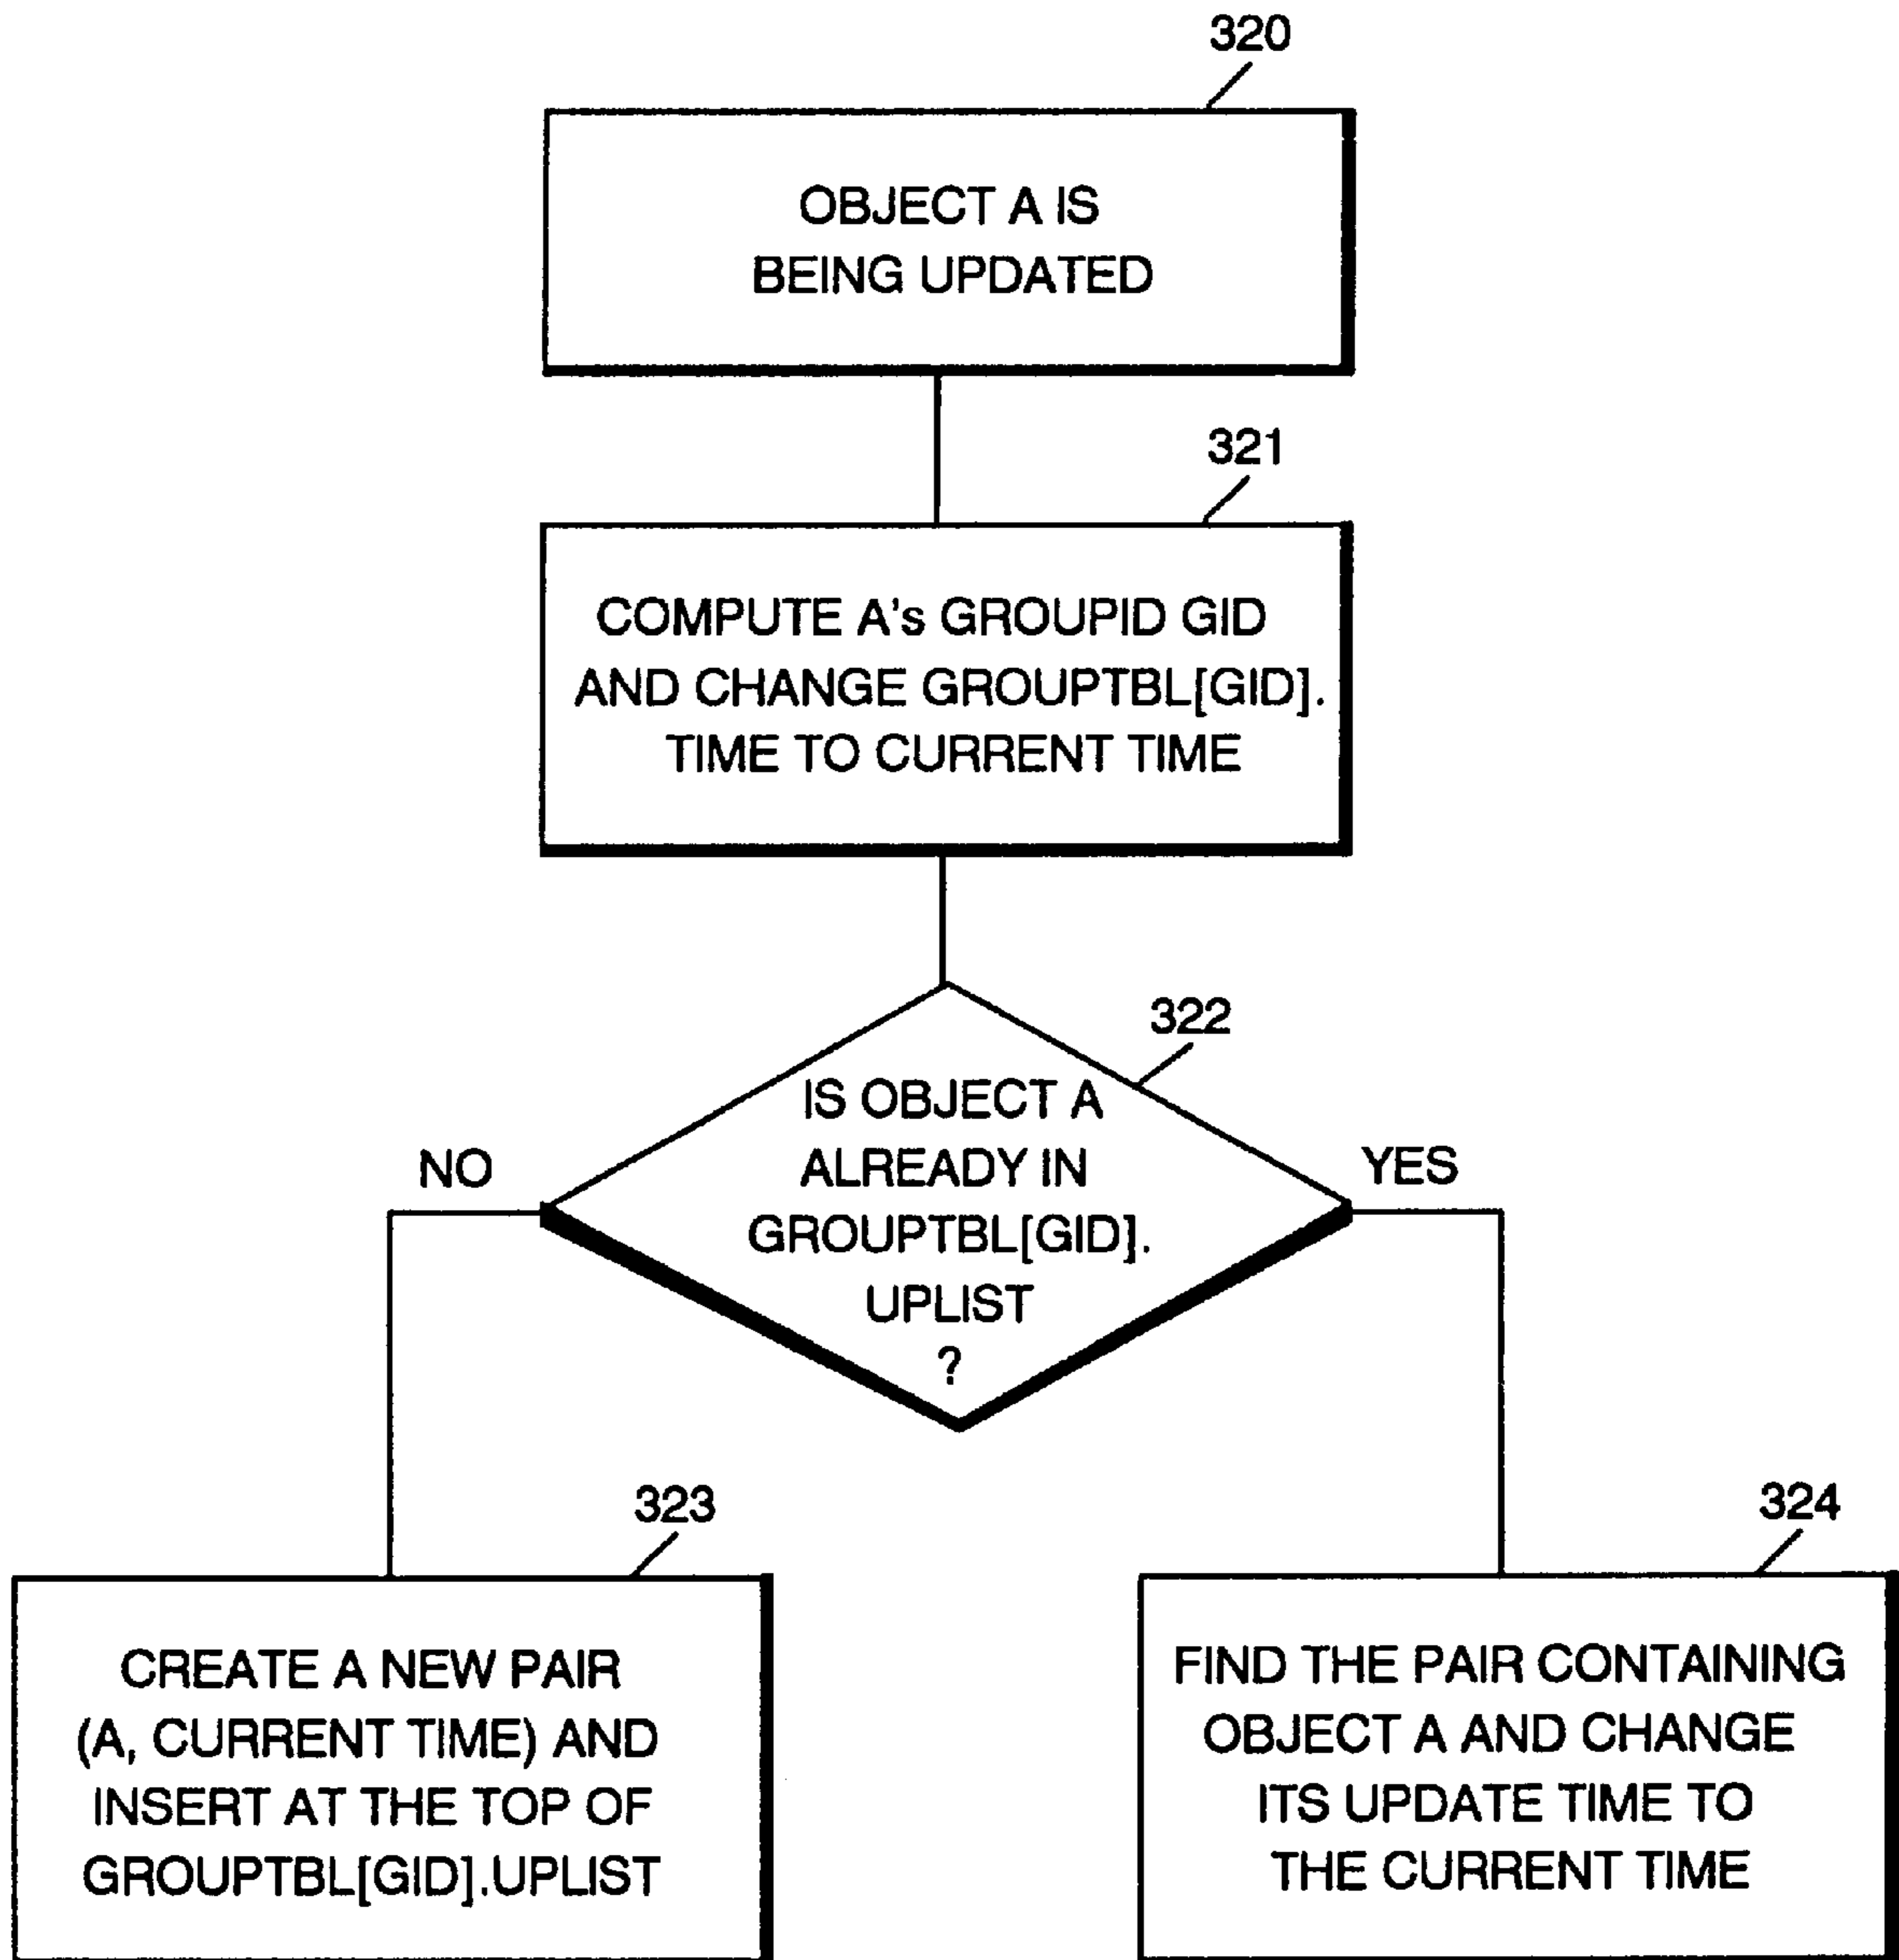 320
OBJECT A IS
BEING UPDATED
321
COMPUTE A's GROUPID GID
AND CHANGE GROUPTBL[GID].
TIME TO CURRENT TIME
322
IS OBJECT A
ALREADY IN
GROUPTBL[GID].
UPLIST
?
NO
YES
323
CREATE A NEW PAIR
(A, CURRENT TIME) AND
INSERT AT THE TOP OF
GROUPTBL[GID].UPLIST
324
FIND THE PAIR CONTAINING
OBJECT A AND CHANGE
ITS UPDATE TIME TO
THE CURRENT TIME